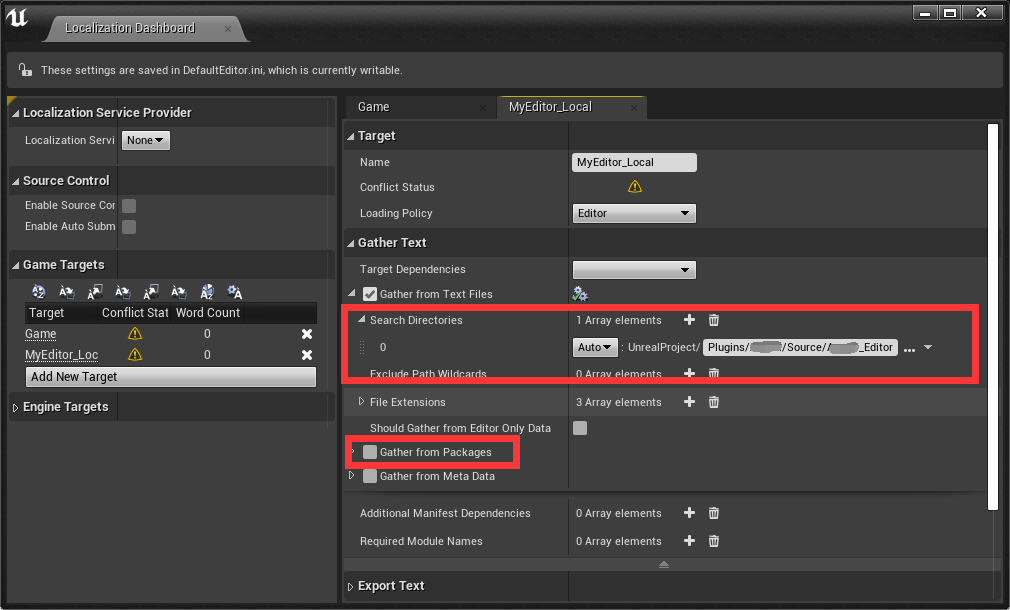 Localization Dashboard
These settings are saved in DefaultEditor.ini, which is currently writable.
Localization Service Provider
Localization Servi None
Source Control
Enable Source Cor
Enable Auto Subm
Game Targets
Target Conflict Stat Word Count
Game 0
MyEditor_Loc 0
Add New Target
Engine Targets
Game MyEditor_Local
Target
Name MyEditor_Local
Conflict Status
Loading Policy Editor
Gather Text
Target Dependencies
Gather from Text Files
Search Directories 1 Array elements
0 Auto : UnrealProject/ Plugins/ /Source/ _Editor ...
Exclude Path Wildcards 0 Array elements
File Extensions 3 Array elements
Should Gather from Editor Only Data
Gather from Packages
Gather from Meta Data
Additional Manifest Dependencies 0 Array elements
Required Module Names 0 Array elements
Export Text